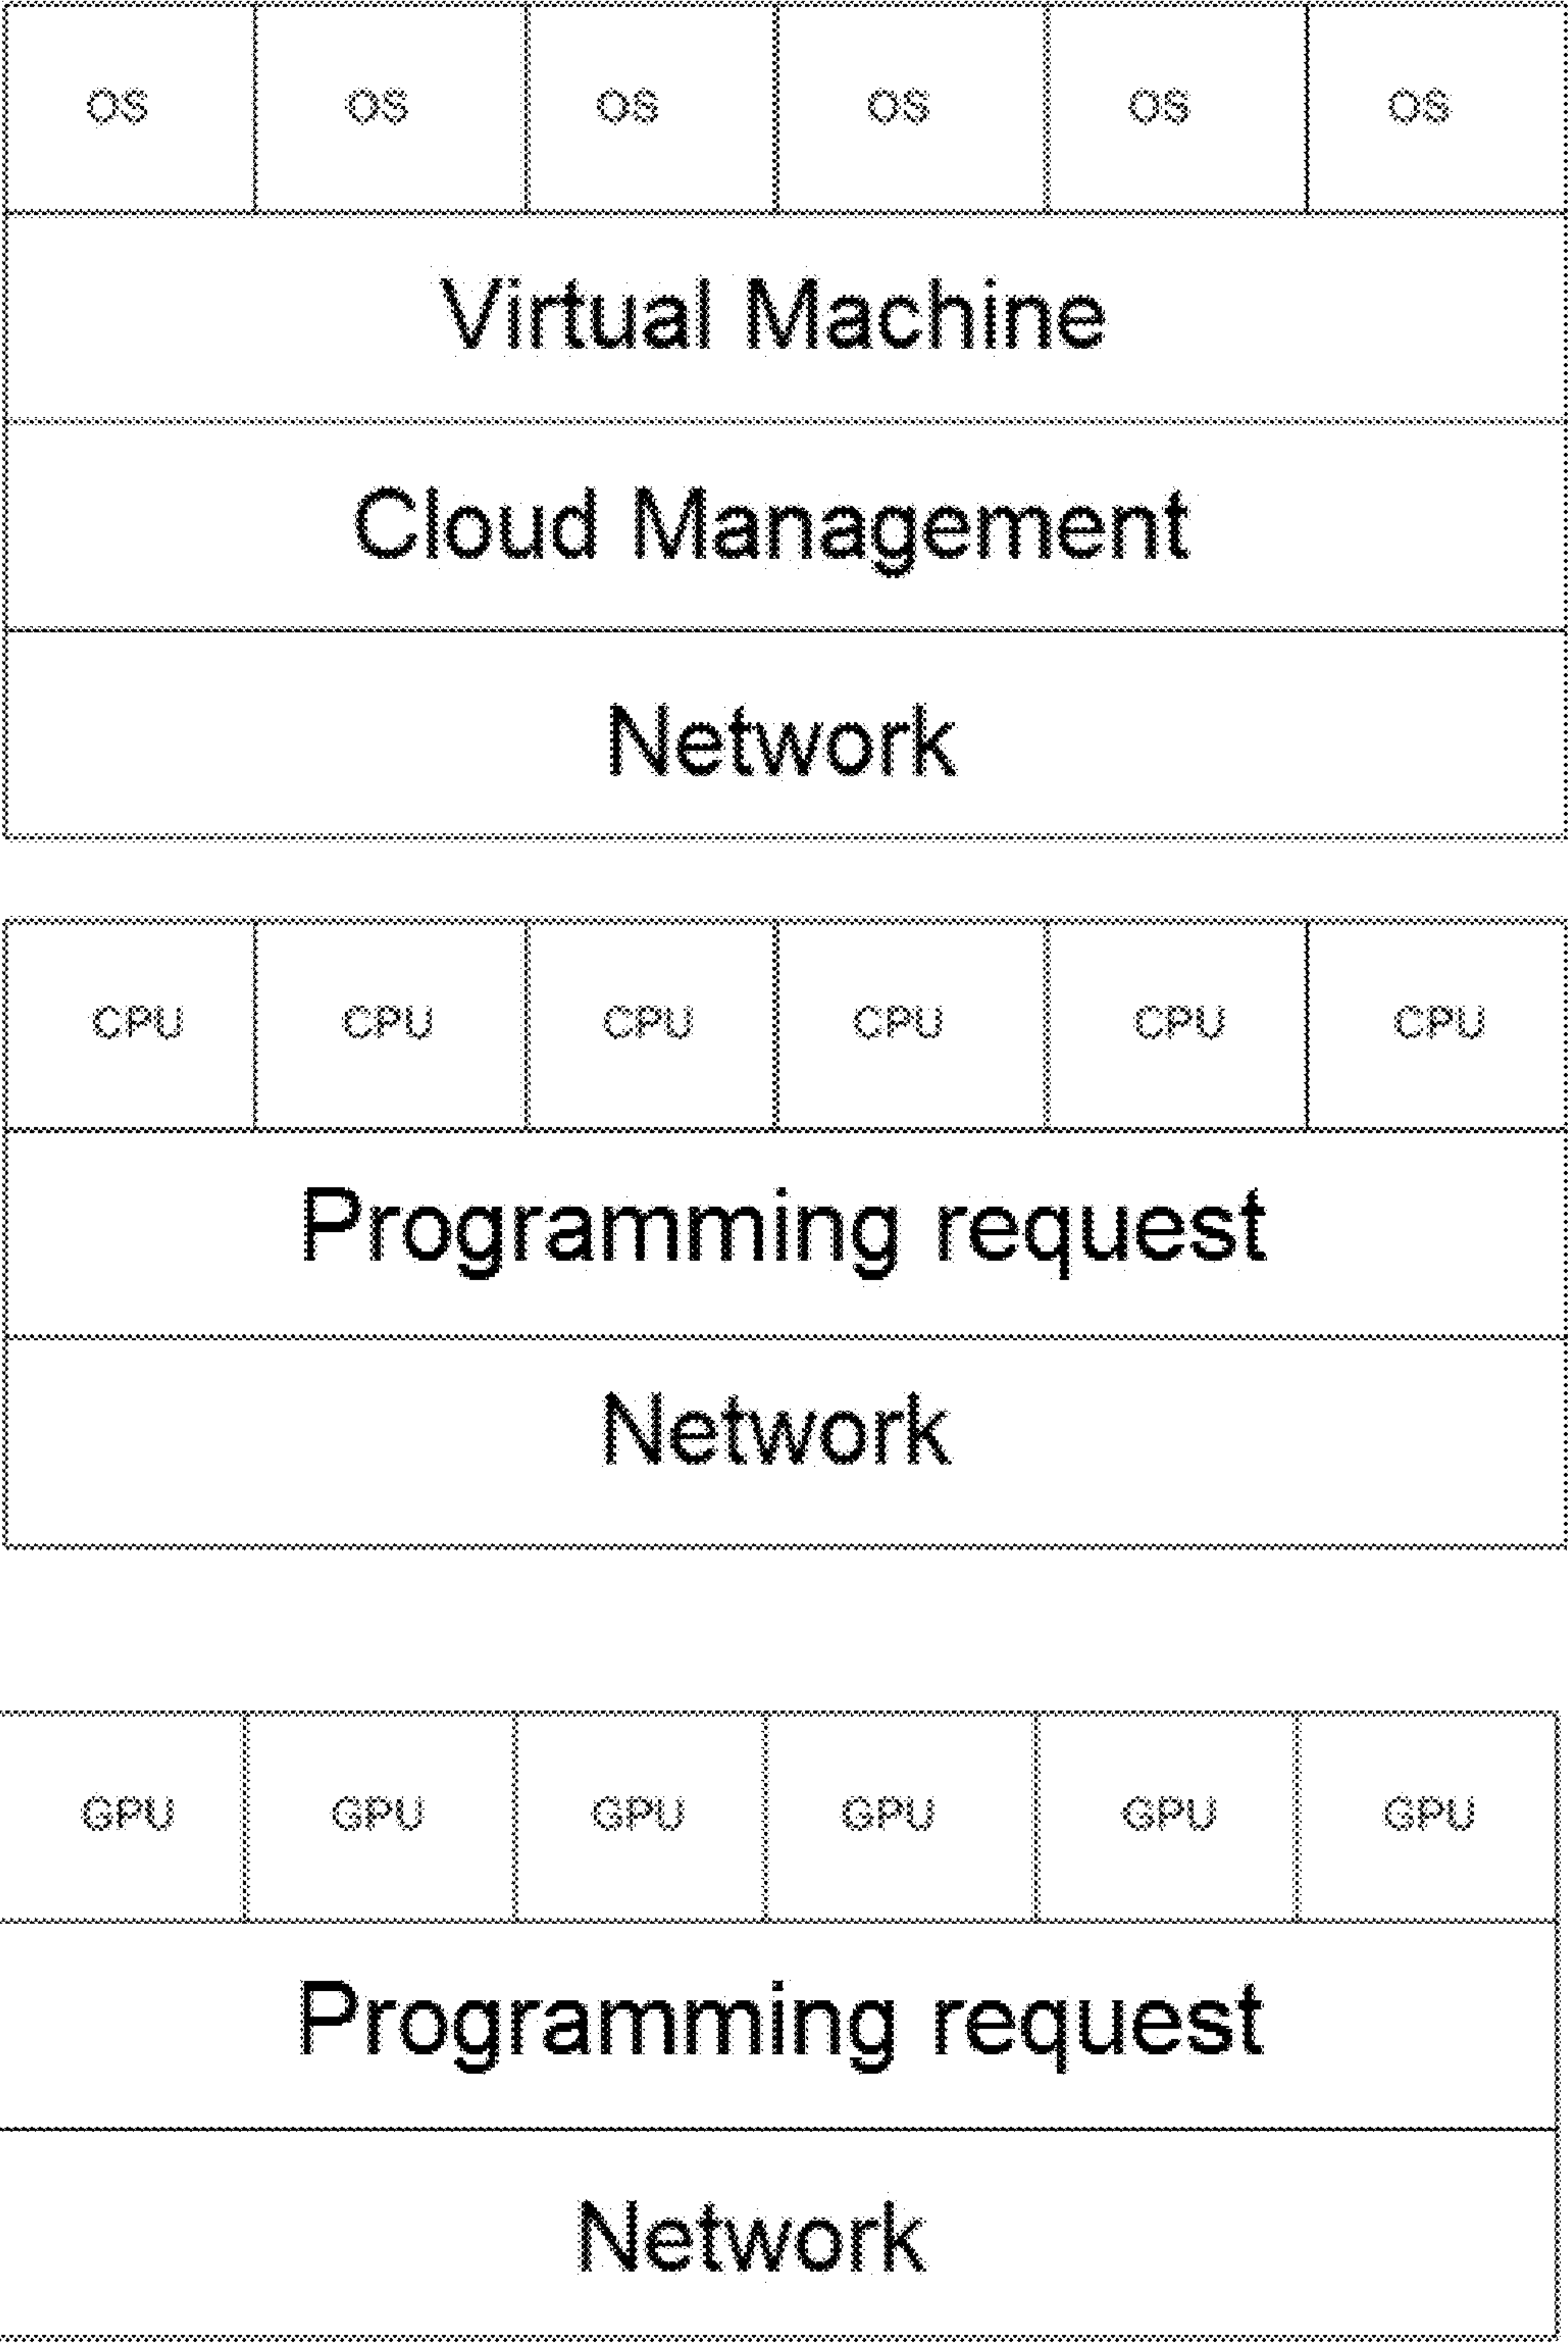 OS OS OS OS OS OS
Virtual Machine
Cloud Management
Network
CPU CPU CPU CPU CPU CPU
Programming request
Network
GPU GPU GPU GPU GPU GPU
Programming request
Network